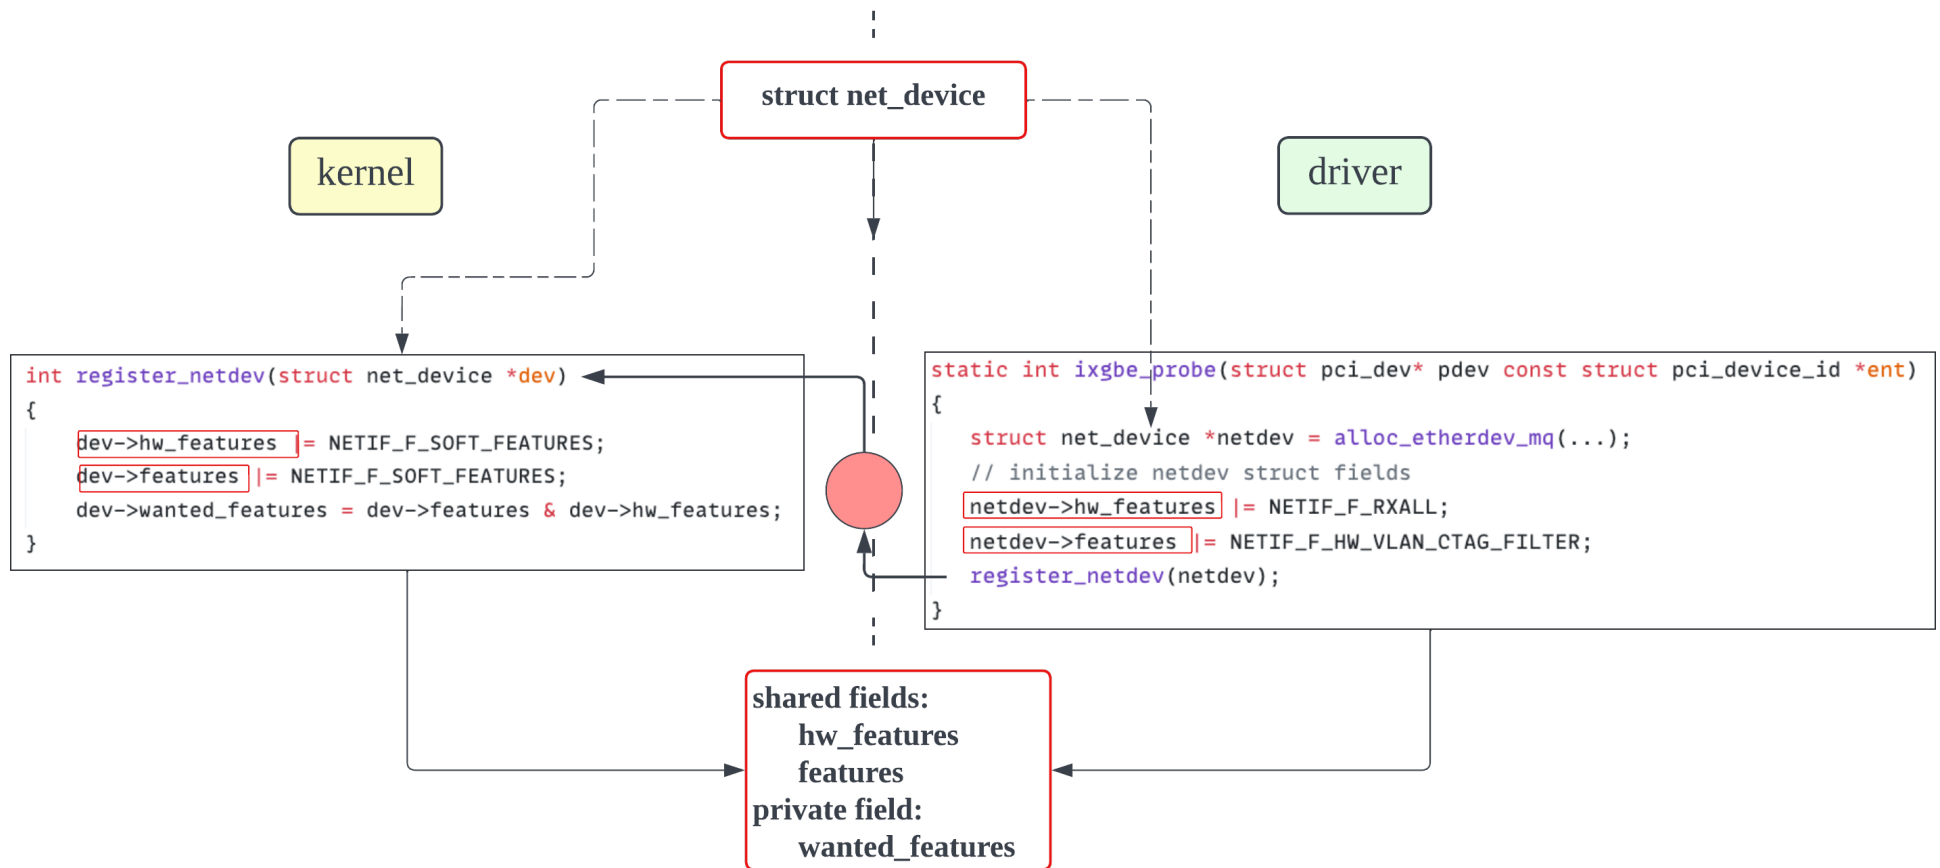 struct net_device
kernel
driver
int register_netdev(struct net_device *dev)
{
dev->hw_features |= NETIF_F_SOFT_FEATURES;
dev->features |= NETIF_F_SOFT_FEATURES;
dev->wanted_features = dev->features & dev->hw_features;
}
static int ixgbe_probe(struct pci_dev* pdev const struct pci_device_id *ent)
{
struct net_device *netdev = alloc_etherdev_mq(...);
// initialize netdev struct fields
netdev->hw_features |= NETIF_F_RXALL;
netdev->features |= NETIF_F_HW_VLAN_CTAG_FILTER;
register_netdev(netdev);
}
shared fields:
hw_features
features
private field:
wanted_features